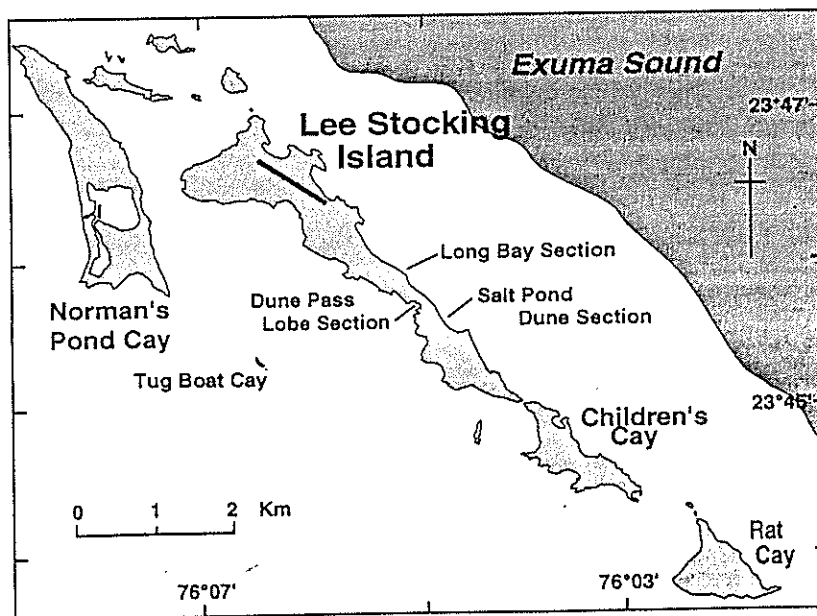 Exuma Sound
23°47'
Lee Stocking
Island
N
Long Bay Section
Dune Pass
Lobe Section
Salt Pond
Dune Section
Norman's
Pond Cay
Tug Boat Cay
23°45'
Children's
Cay
0 1 2 Km
Rat
Cay
76°07'
76°03'